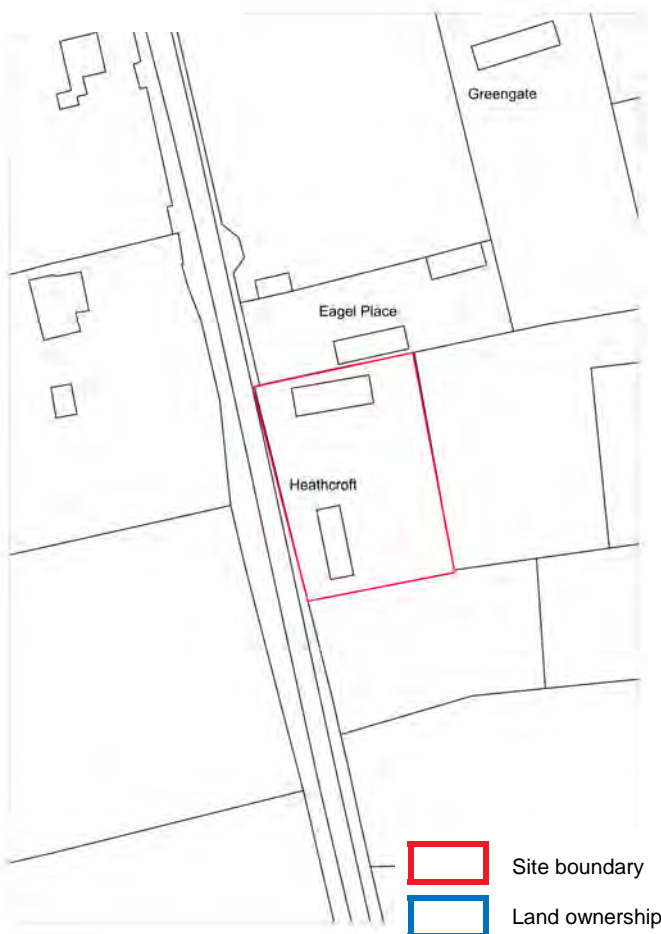 Greengate
Eagel Place
Heathcroft
Site boundary
Land ownership